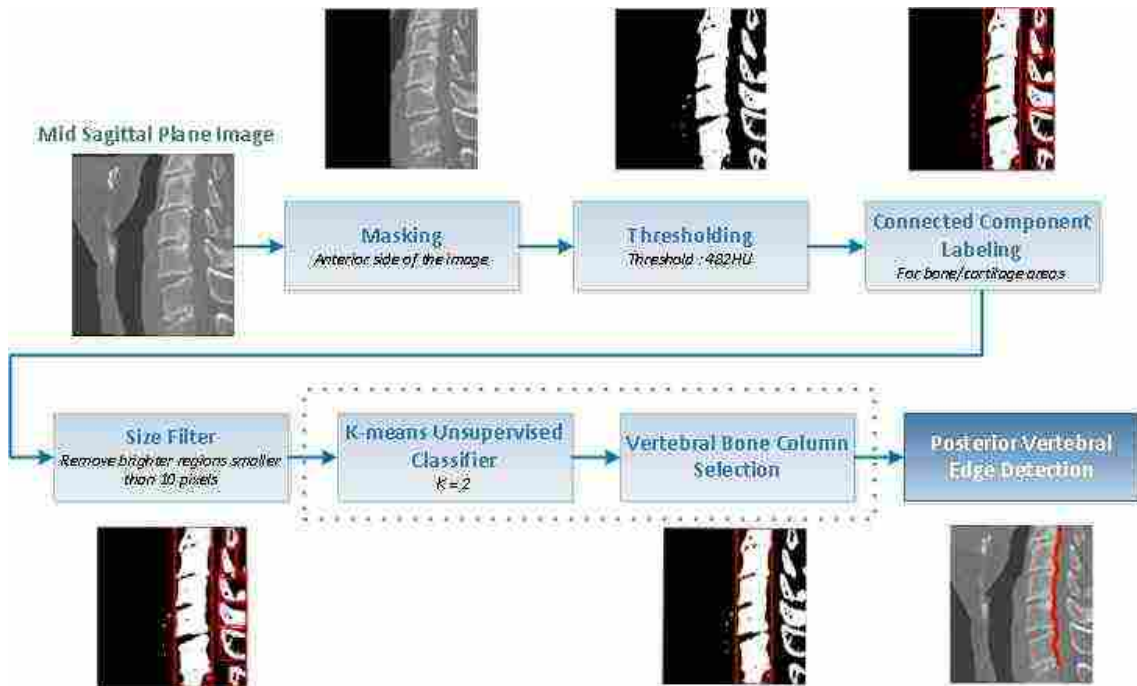 Mid Sagittal Plane Image
Masking
Anterior side of the image
Thresholding
Threshold : 482HU
Connected Component
Labeling
For bone/cartilage areas
Size Filter
Remove brighter regions smaller
than 10 pixels
K-means Unsupervised
Classifier
K = 2
Vertebral Bone Column
Selection
Posterior Vertebral
Edge Detection